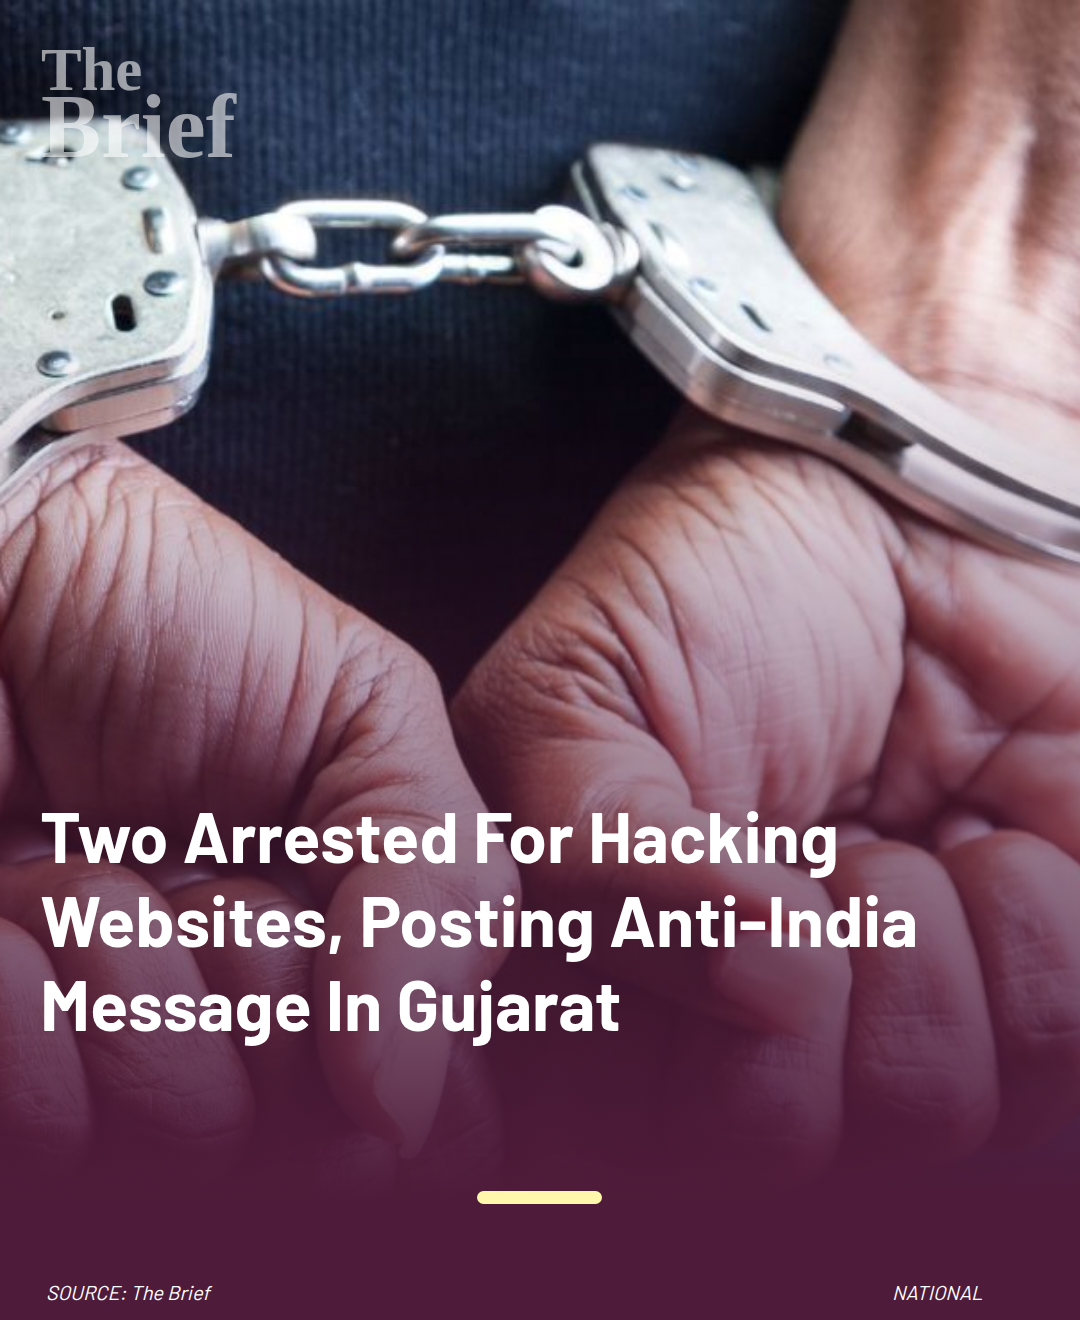 The
Brief
Two Arrested For Hacking
Websites, Posting Anti-India
Message In Gujarat
SOURCE: The Brief
NATIONAL